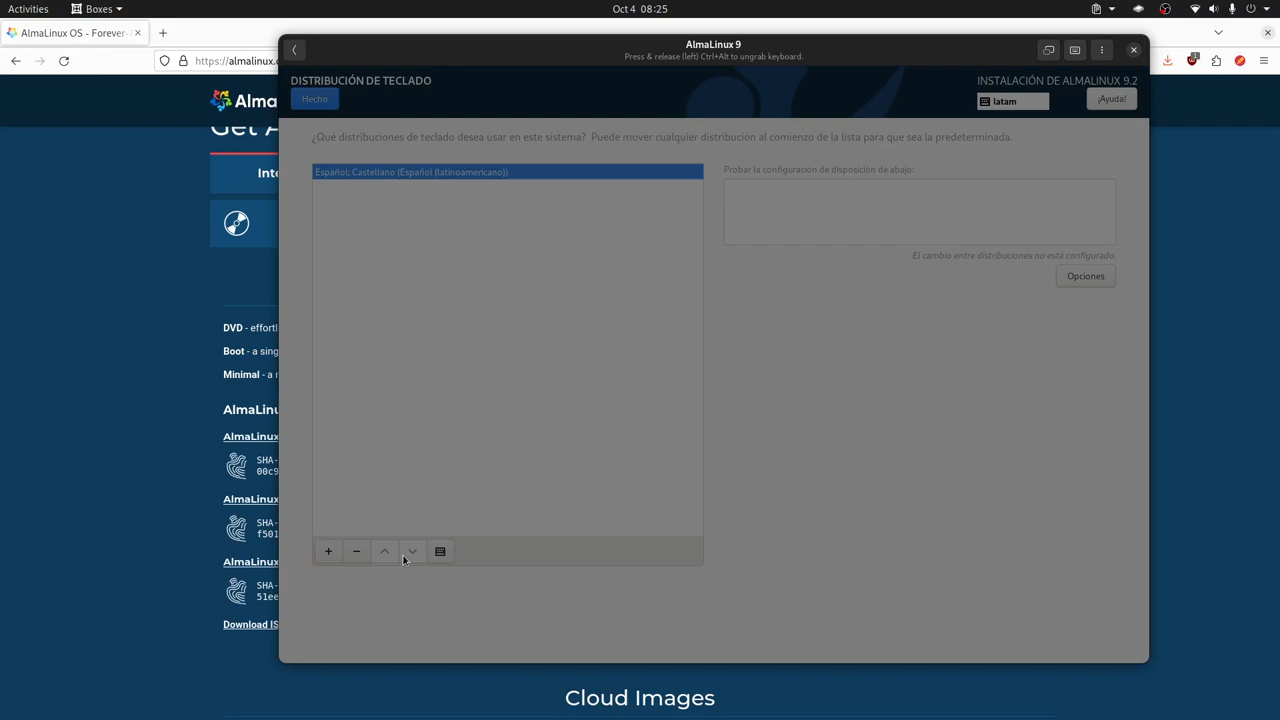 Activities
Boxes
Oct 4 08:25
AlmaLinux OS - Forever-
https://almalinux.
Alma
Get A
Inte
DVD - effortl
Boot - a sing
Minimal - a r
AlmaLinu
AlmaLinux
SHA-
00c9
AlmaLinux
SHA-
f501
AlmaLinux
SHA-
51ee
Download IS
Cloud Images
AlmaLinux 9
Press & release (left) Ctrl+Alt to ungrab keyboard.
DISTRIBUCIÓN DE TECLADO
Hecho
INSTALACIÓN DE ALMALINUX 9.2
latam
¡Ayuda!
¿Qué distribuciones de teclado desea usar en este sistema? Puede mover cualquier distribución al comienzo de la lista para que sea la predeterminada.
Español; Castellano (Español (latinoamericano))
Probar la configuración de disposición de abajo:
El cambio entre distribuciones no está configurado.
Opciones